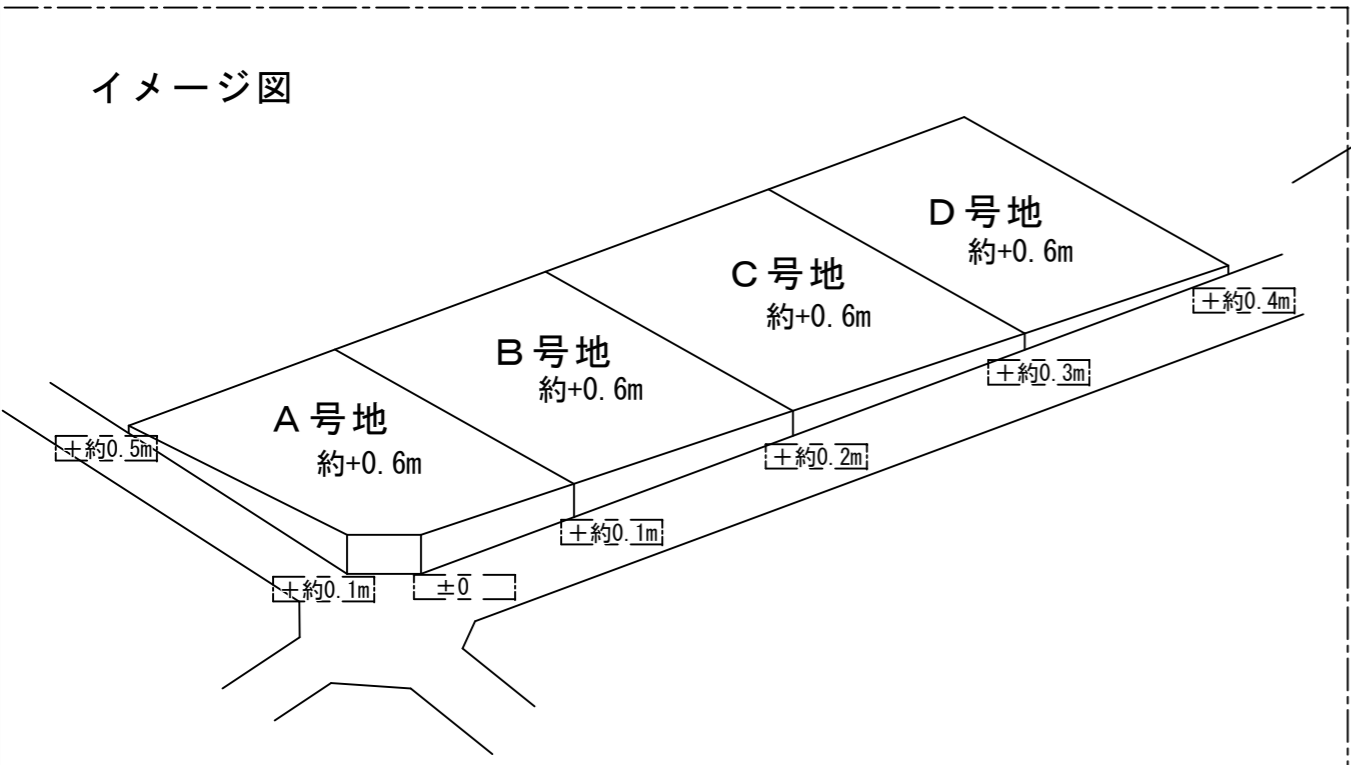 イメージ図
D号地
約+0.6m
C号地
約+0.6m
+約0.4m
B号地
約+0.6m
+約0.3m
A号地
約+0.6m
+約0.5m
+約0.2m
+約0.1m
+約0.1m
±0